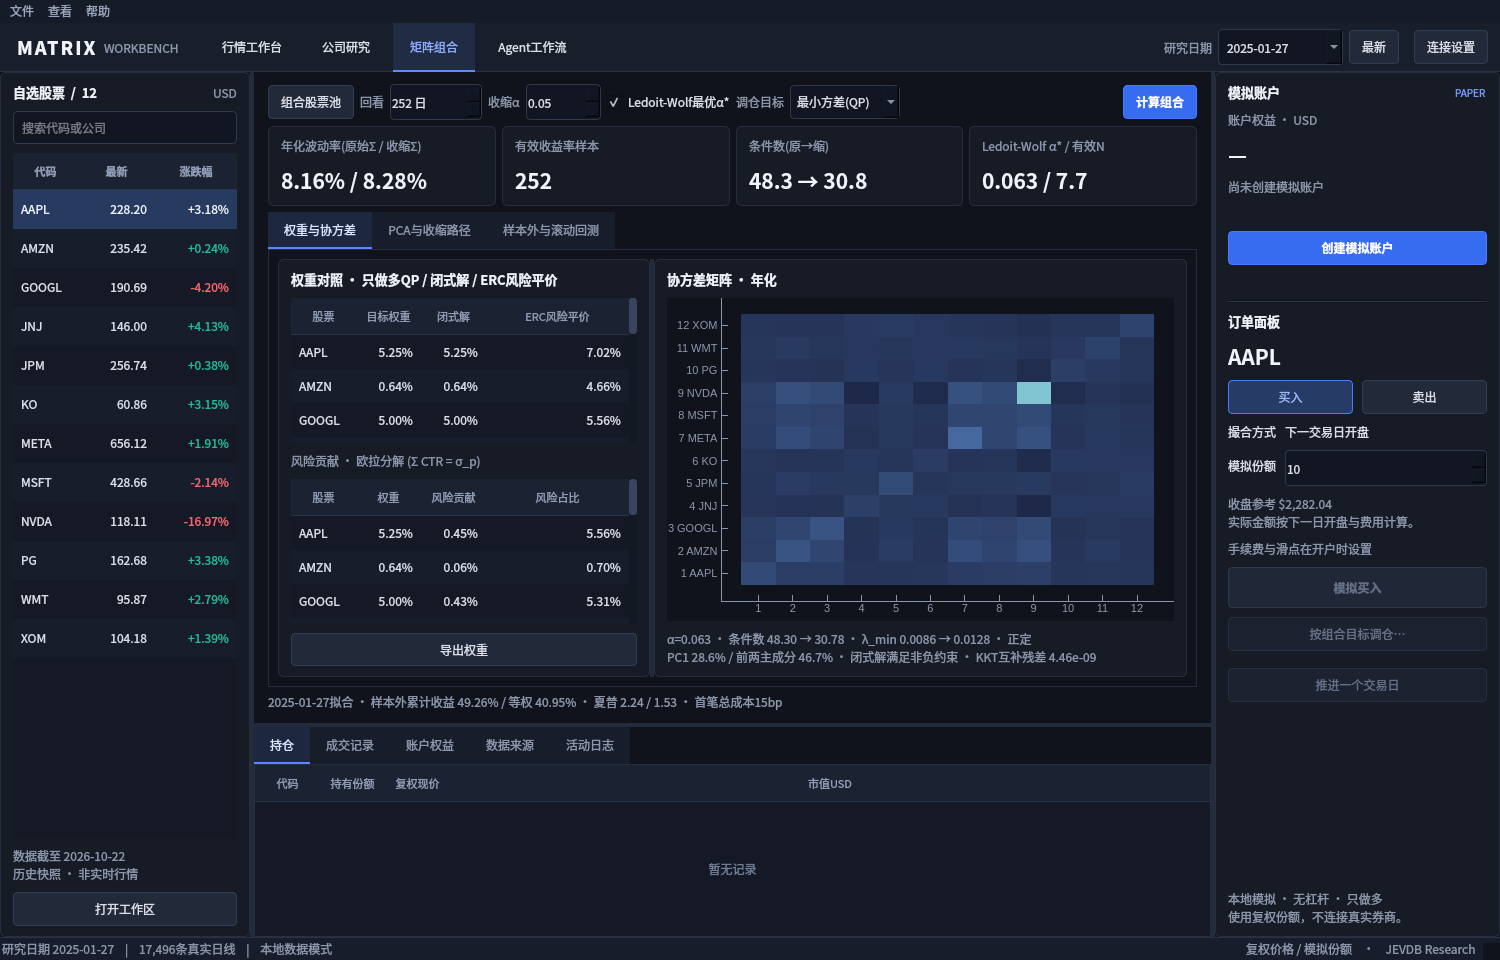 文件 查看 帮助
MATRIX WORKBENCH 行情工作台 公司研究 矩阵组合 Agent工作流 研究日期 2025-01-27 最新 连接设置
自选股票 / 12 USD
搜索代码或公司
代码 最新 涨跌幅
AAPL 228.20 +3.18%
AMZN 235.42 +0.24%
GOOGL 190.69 -4.20%
JNJ 146.00 +4.13%
JPM 256.74 +0.38%
KO 60.86 +3.15%
META 656.12 +1.91%
MSFT 428.66 -2.14%
NVDA 118.11 -16.97%
PG 162.68 +3.38%
WMT 95.87 +2.79%
XOM 104.18 +1.39%
数据截至 2026-10-22
历史快照 · 非实时行情
打开工作区
组合股票池 回看 252 日 收缩α 0.05 ✓ Ledoit-Wolf最优α* 调仓目标 最小方差(QP) 计算组合
年化波动率(原始Σ / 收缩Σ)
8.16% / 8.28%
有效收益率样本
252
条件数(原→缩)
48.3 → 30.8
Ledoit-Wolf α* / 有效N
0.063 / 7.7
权重与协方差 PCA与收缩路径 样本外与滚动回测
权重对照 · 只做多QP / 闭式解 / ERC风险平价
股票 目标权重 闭式解 ERC风险平价
AAPL 5.25% 5.25% 7.02%
AMZN 0.64% 0.64% 4.66%
GOOGL 5.00% 5.00% 5.56%
风险贡献 · 欧拉分解 (Σ CTR = σ_p)
股票 权重 风险贡献 风险占比
AAPL 5.25% 0.45% 5.56%
AMZN 0.64% 0.06% 0.70%
GOOGL 5.00% 0.43% 5.31%
导出权重
协方差矩阵 · 年化
12 XOM
11 WMT
10 PG
9 NVDA
8 MSFT
7 META
6 KO
5 JPM
4 JNJ
3 GOOGL
2 AMZN
1 AAPL
1 2 3 4 5 6 7 8 9 10 11 12
α=0.063 · 条件数 48.30 → 30.78 · λ_min 0.0086 → 0.0128 · 正定
PC1 28.6% / 前两主成分 46.7% · 闭式解满足非负约束 · KKT互补残差 4.46e-09
2025-01-27拟合 · 样本外累计收益 49.26% / 等权 40.95% · 夏普 2.24 / 1.53 · 首笔总成本15bp
持仓 成交记录 账户权益 数据来源 活动日志
代码 持有份额 复权现价 市值USD
暂无记录
模拟账户 PAPER
账户权益 · USD
—
尚未创建模拟账户
创建模拟账户
订单面板
AAPL
买入 卖出
撮合方式 下一交易日开盘
模拟份额 10
收盘参考 $2,282.04
实际金额按下一日开盘与费用计算。
手续费与滑点在开户时设置
模拟买入
按组合目标调仓…
推进一个交易日
本地模拟 · 无杠杆 · 只做多
使用复权份额，不连接真实券商。
研究日期 2025-01-27 | 17,496条真实日线 | 本地数据模式 复权价格 / 模拟份额 · JEVDB Research